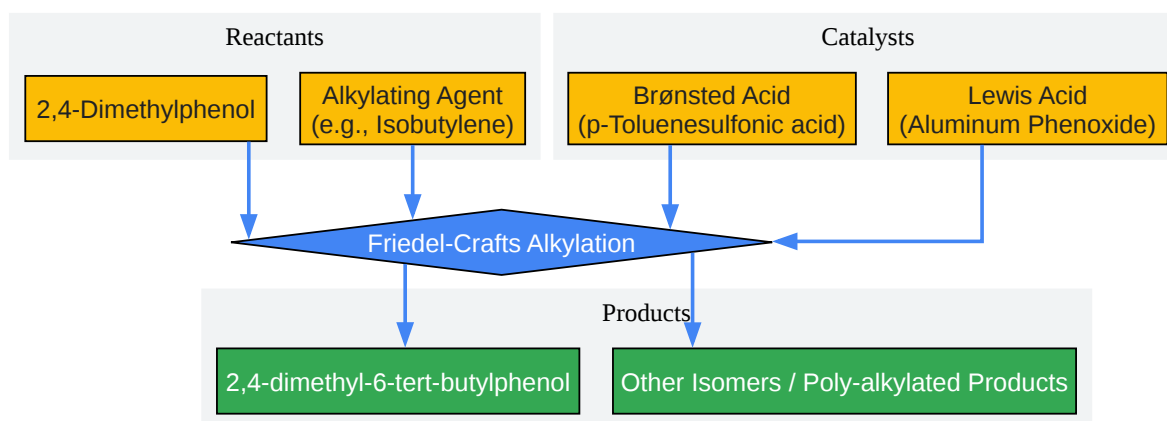 Reactants
Catalysts
2,4-Dimethylphenol
Alkylating Agent
(e.g., Isobutylene)
Brønsted Acid
(p-Toluenesulfonic acid)
Lewis Acid
(Aluminum Phenoxide)
Friedel-Crafts Alkylation
Products
2,4-dimethyl-6-tert-butylphenol
Other Isomers / Poly-alkylated Products